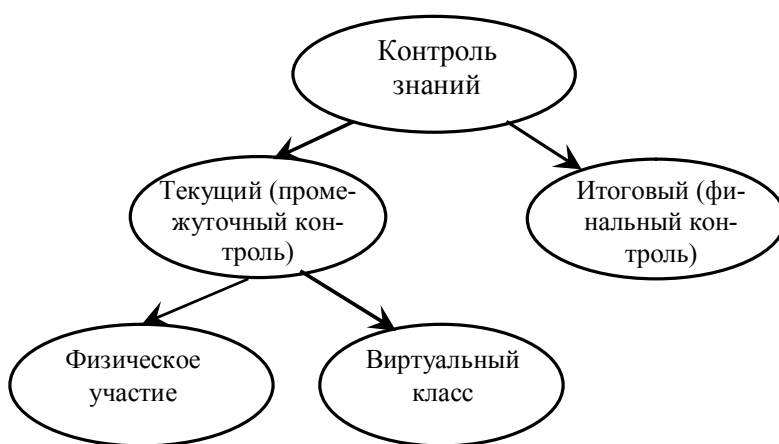 Контроль
знаний
Текущий (проме-
жуточный кон-
троль)
Итоговый (фи-
нальный кон-
троль)
Физическое
участие
Виртуальный
класс